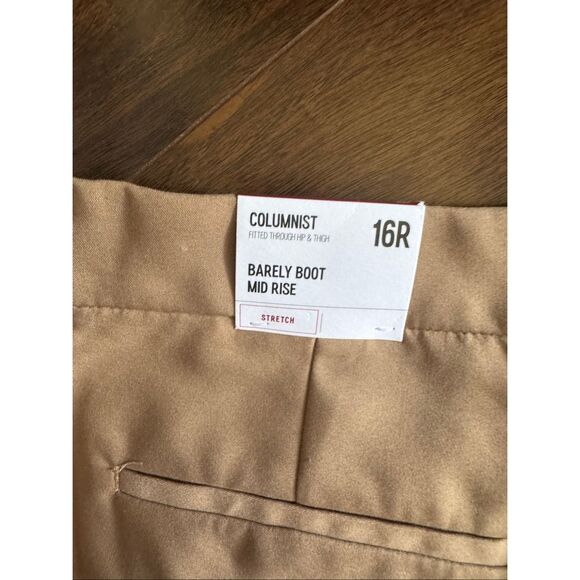 COLUMNIST
16R
FITTED THROUGH HIP & THIGH
BARELY BOOT
MID RISE
STRETCH